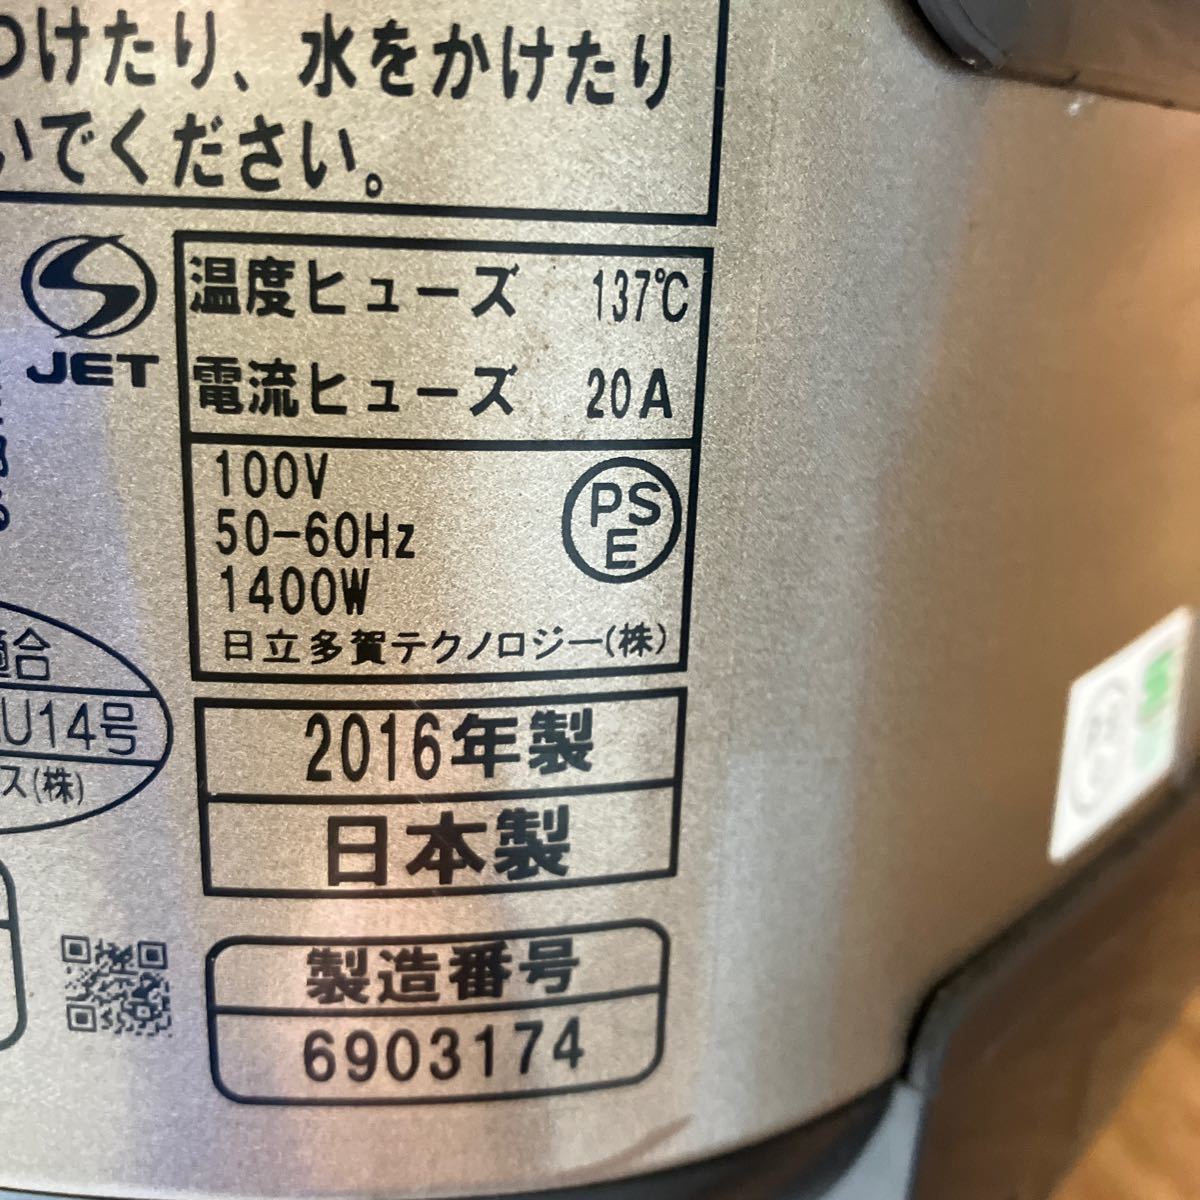 つけたり、水をかけたり
いでください。
JET
温度ヒューズ 137℃
電流ヒューズ 20A
100V
50-60Hz
1400W
PS
E
日立多賀テクノロジー(株)
適合
U14号
ス(株)
2016年製
日本製
製造番号
6903174